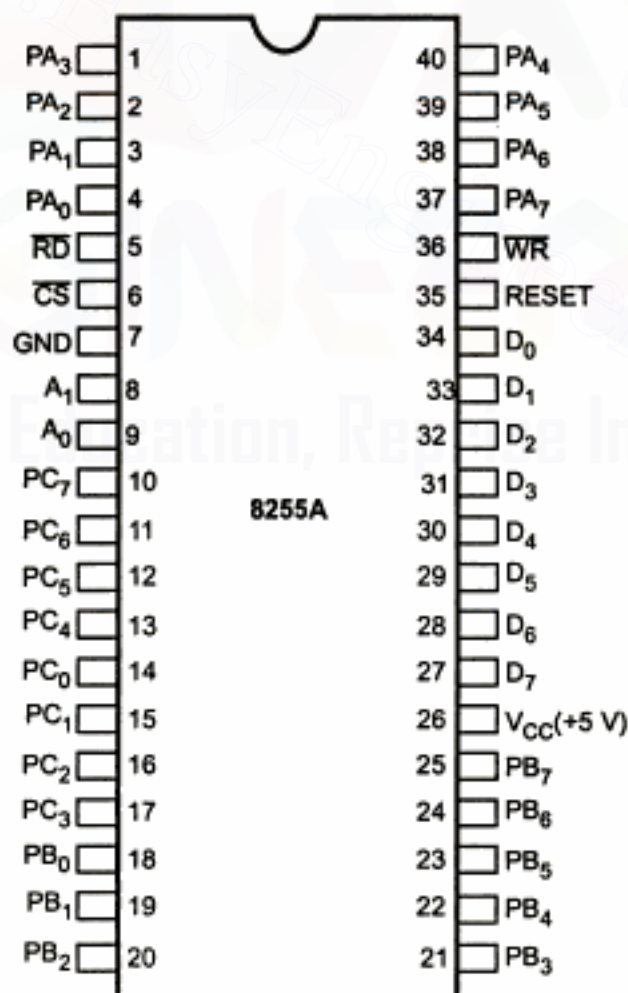 PA₃ 1 40 PA₄
PA₂ 2 39 PA₅
PA₁ 3 38 PA₆
PA₀ 4 37 PA₇
R̅D̅ 5 36 W̅R̅
C̅S̅ 6 35 RESET
GND 7 34 D₀
A₁ 8 33 D₁
A₀ 9 32 D₂
PC₇ 10 31 D₃
8255A
PC₆ 11 30 D₄
PC₅ 12 29 D₅
PC₄ 13 28 D₆
PC₀ 14 27 D₇
PC₁ 15 26 V_CC(+5 V)
PC₂ 16 25 PB₇
PC₃ 17 24 PB₆
PB₀ 18 23 PB₅
PB₁ 19 22 PB₄
PB₂ 20 21 PB₃